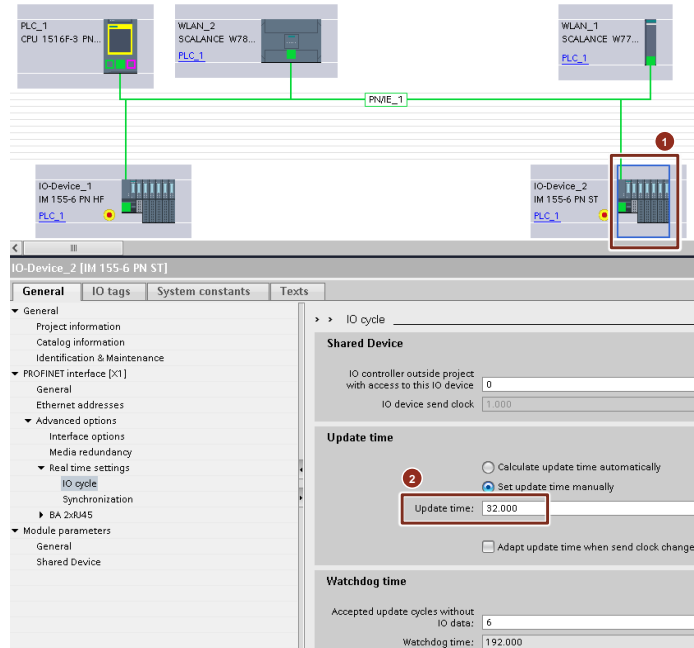 PLC_1
CPU 1516F-3 PN...
WLAN_2
SCALANCE W78...
PLC_1
WLAN_1
SCALANCE W77...
PLC_1
PN/IE_1
1
IO-Device_1
IM 155-6 PN HF
PLC_1
IO-Device_2
IM 155-6 PN ST
PLC_1
IO-Device_2 [IM 155-6 PN ST]
General IO tags System constants Texts
General
Project information
Catalog information
Identification & Maintenance
PROFINET interface [X1]
General
Ethernet addresses
Advanced options
Interface options
Media redundancy
Real time settings
IO cycle
Synchronization
BA 2xRJ45
Module parameters
General
Shared Device
> > IO cycle
Shared Device
IO controller outside project
with access to this IO device 0
IO device send clock 1.000
Update time
Calculate update time automatically
2
Set update time manually
Update time: 32.000
Adapt update time when send clock change
Watchdog time
Accepted update cycles without
IO data: 6
Watchdog time: 192.000